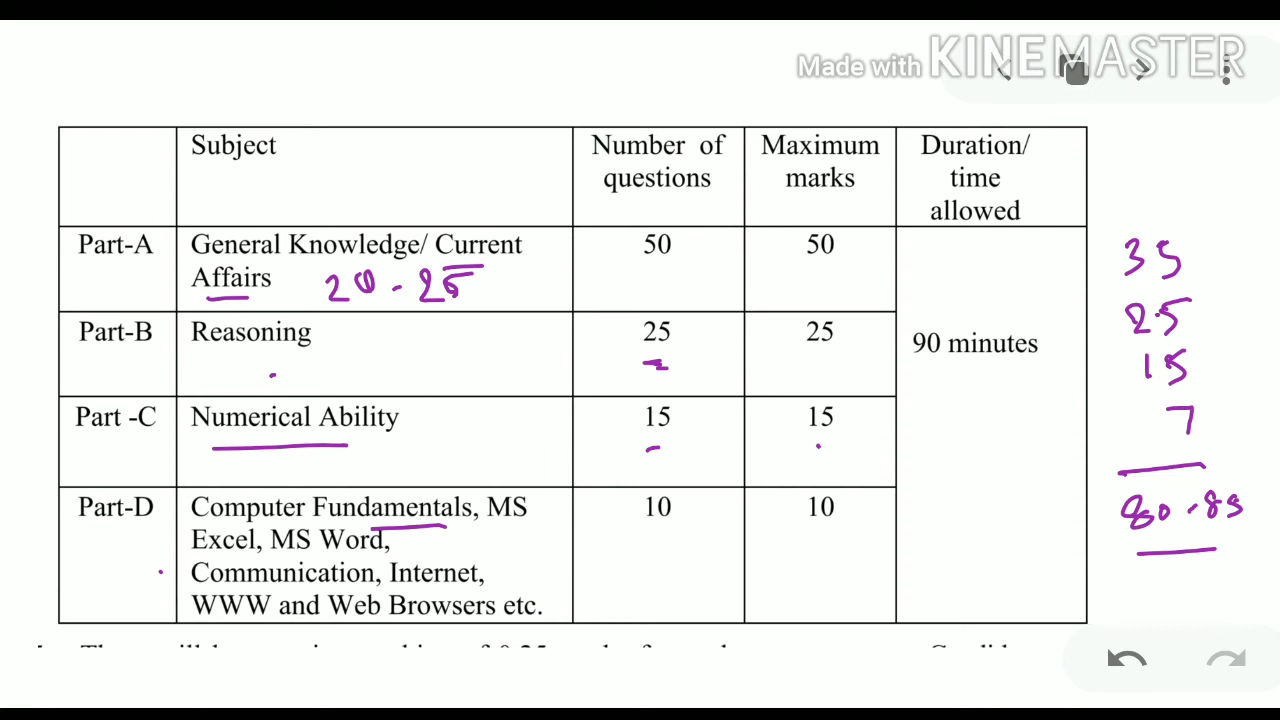 Made with KINEMASTER
Subject
Number of questions
Maximum marks
Duration/ time allowed
Part-A
General Knowledge/ Current
Affairs
20 - 25
50
50
90 minutes
Part-B
Reasoning
25
25
Part -C
Numerical Ability
15
15
Part-D
Computer Fundamentals, MS
Excel, MS Word,
Communication, Internet,
WWW and Web Browsers etc.
10
10
35
25
15
7
80-85